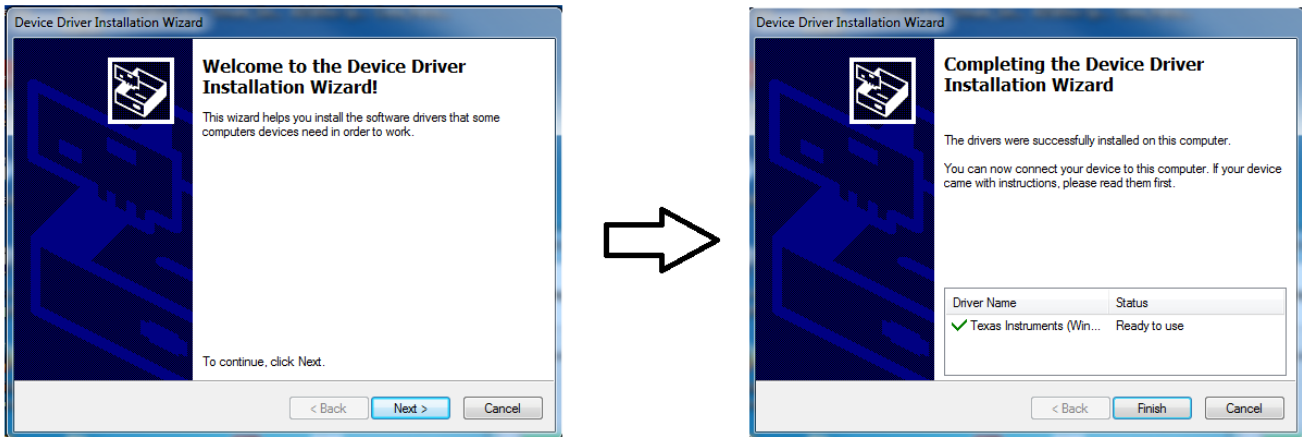 Device Driver Installation Wizard
Welcome to the Device Driver
Installation Wizard!
This wizard helps you install the software drivers that some
computers devices need in order to work.
To continue, click Next.
< Back
Next >
Cancel
Device Driver Installation Wizard
Completing the Device Driver
Installation Wizard
The drivers were successfully installed on this computer.
You can now connect your device to this computer. If your device
came with instructions, please read them first.
Driver Name Status
Texas Instruments (Win... Ready to use
< Back
Finish
Cancel